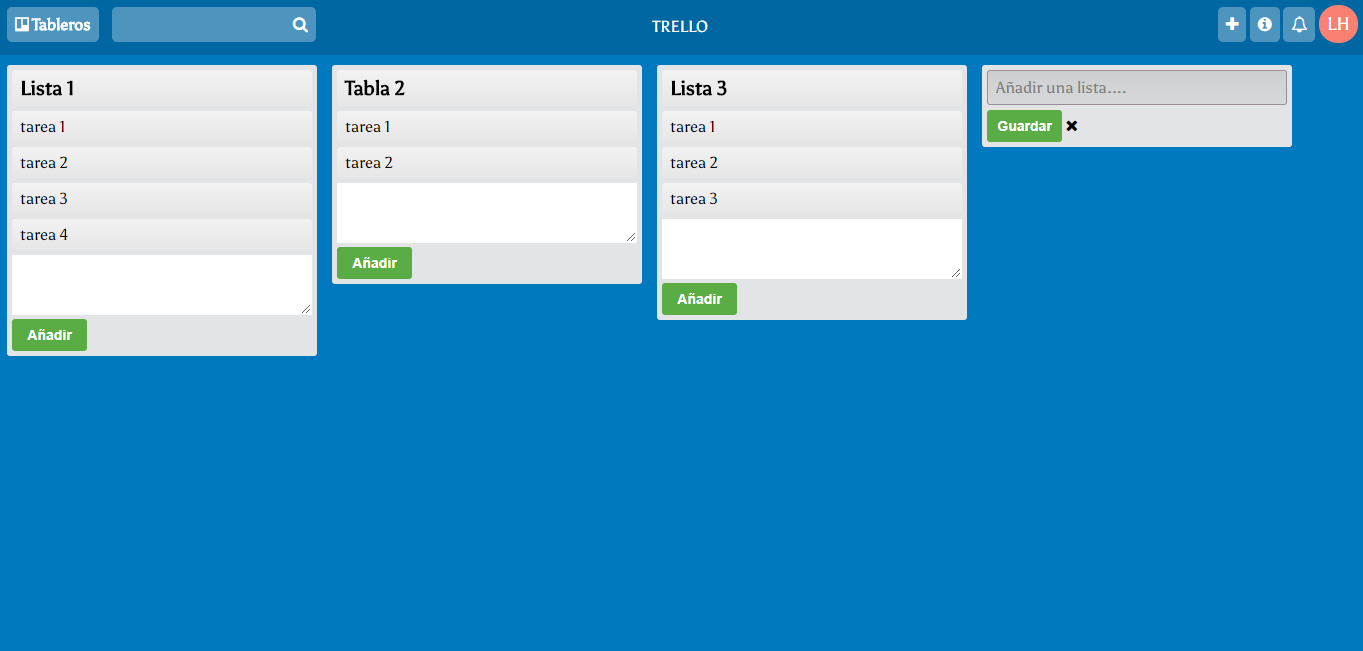 Tableros
TRELLO
LH
Lista 1
tarea 1
tarea 2
tarea 3
tarea 4
Añadir
Tabla 2
tarea 1
tarea 2
Añadir
Lista 3
tarea 1
tarea 2
tarea 3
Añadir
Añadir una lista....
Guardar